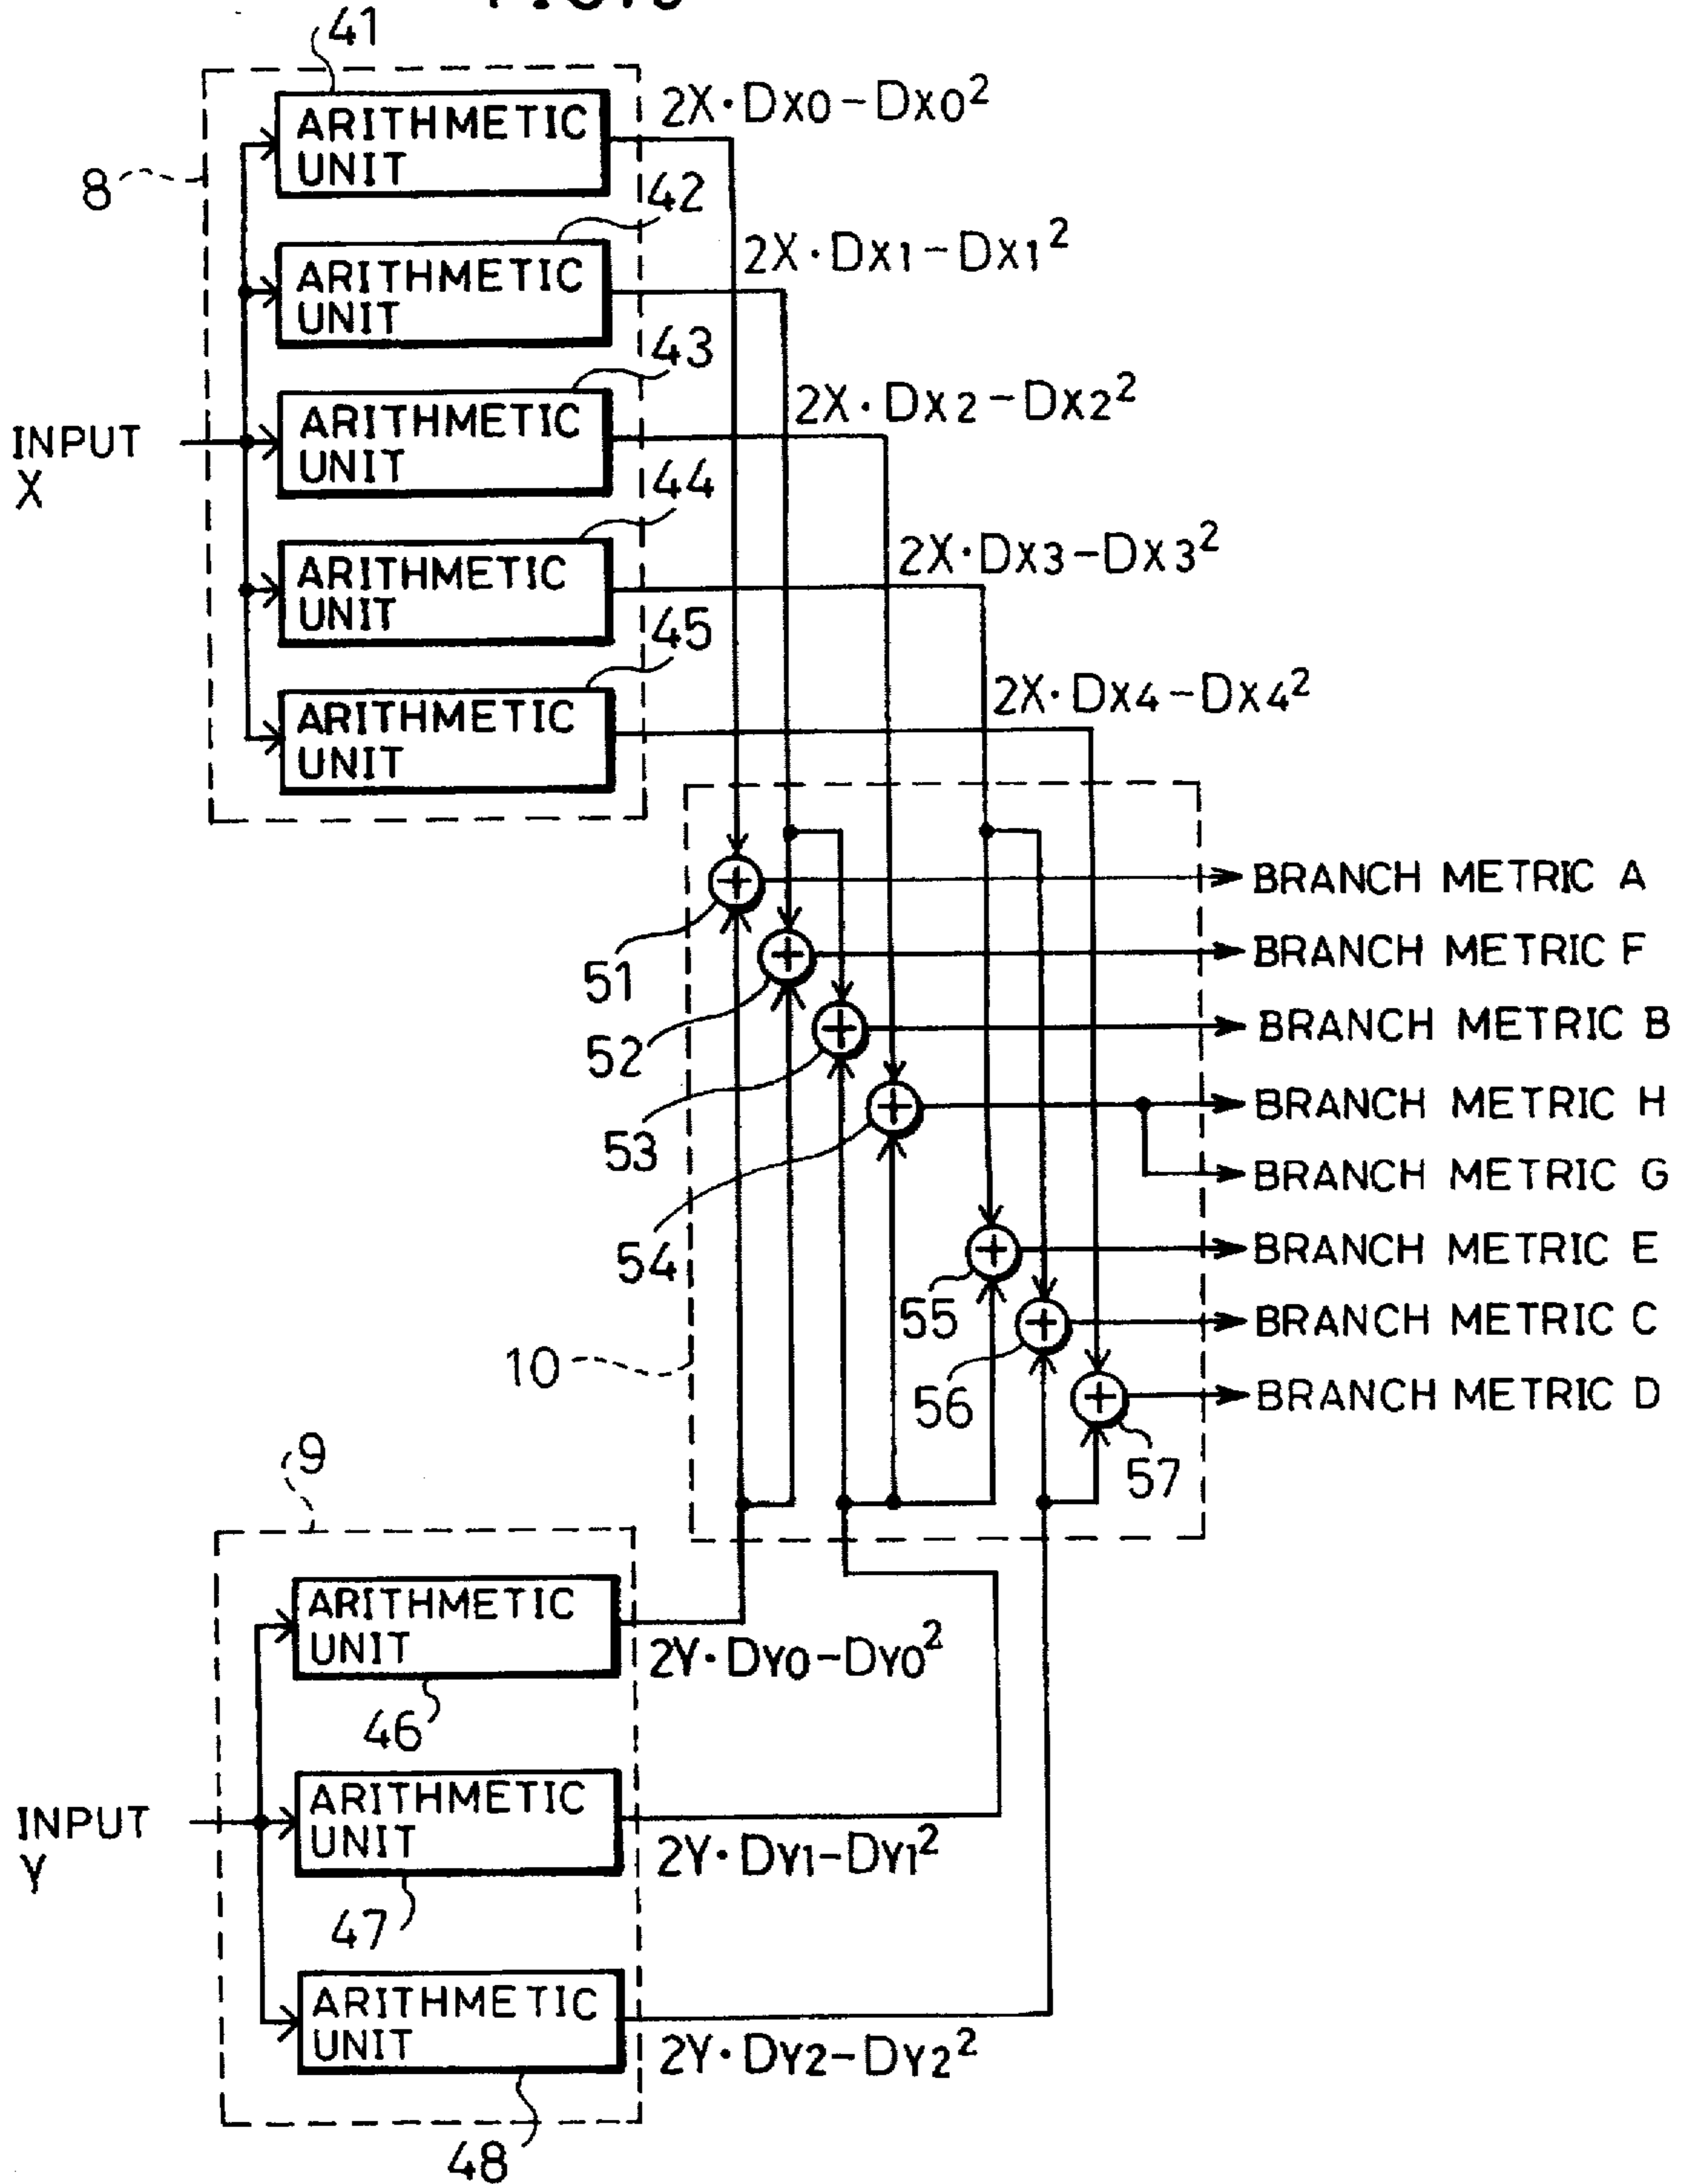 41
ARITHMETIC
UNIT
2X·DX0-DX0²
8
42
ARITHMETIC
UNIT
2X·DX1-DX1²
43
ARITHMETIC
UNIT
2X·DX2-DX2²
INPUT
X
44
ARITHMETIC
UNIT
2X·DX3-DX3²
45
ARITHMETIC
UNIT
2X·DX4-DX4²
BRANCH METRIC A
51
BRANCH METRIC F
52
BRANCH METRIC B
53
BRANCH METRIC H
BRANCH METRIC G
54
BRANCH METRIC E
55
BRANCH METRIC C
10
56
BRANCH METRIC D
57
9
ARITHMETIC
UNIT
2Y·DY0-DY0²
46
INPUT
Y
ARITHMETIC
UNIT
2Y·DY1-DY1²
47
ARITHMETIC
UNIT
2Y·DY2-DY2²
48